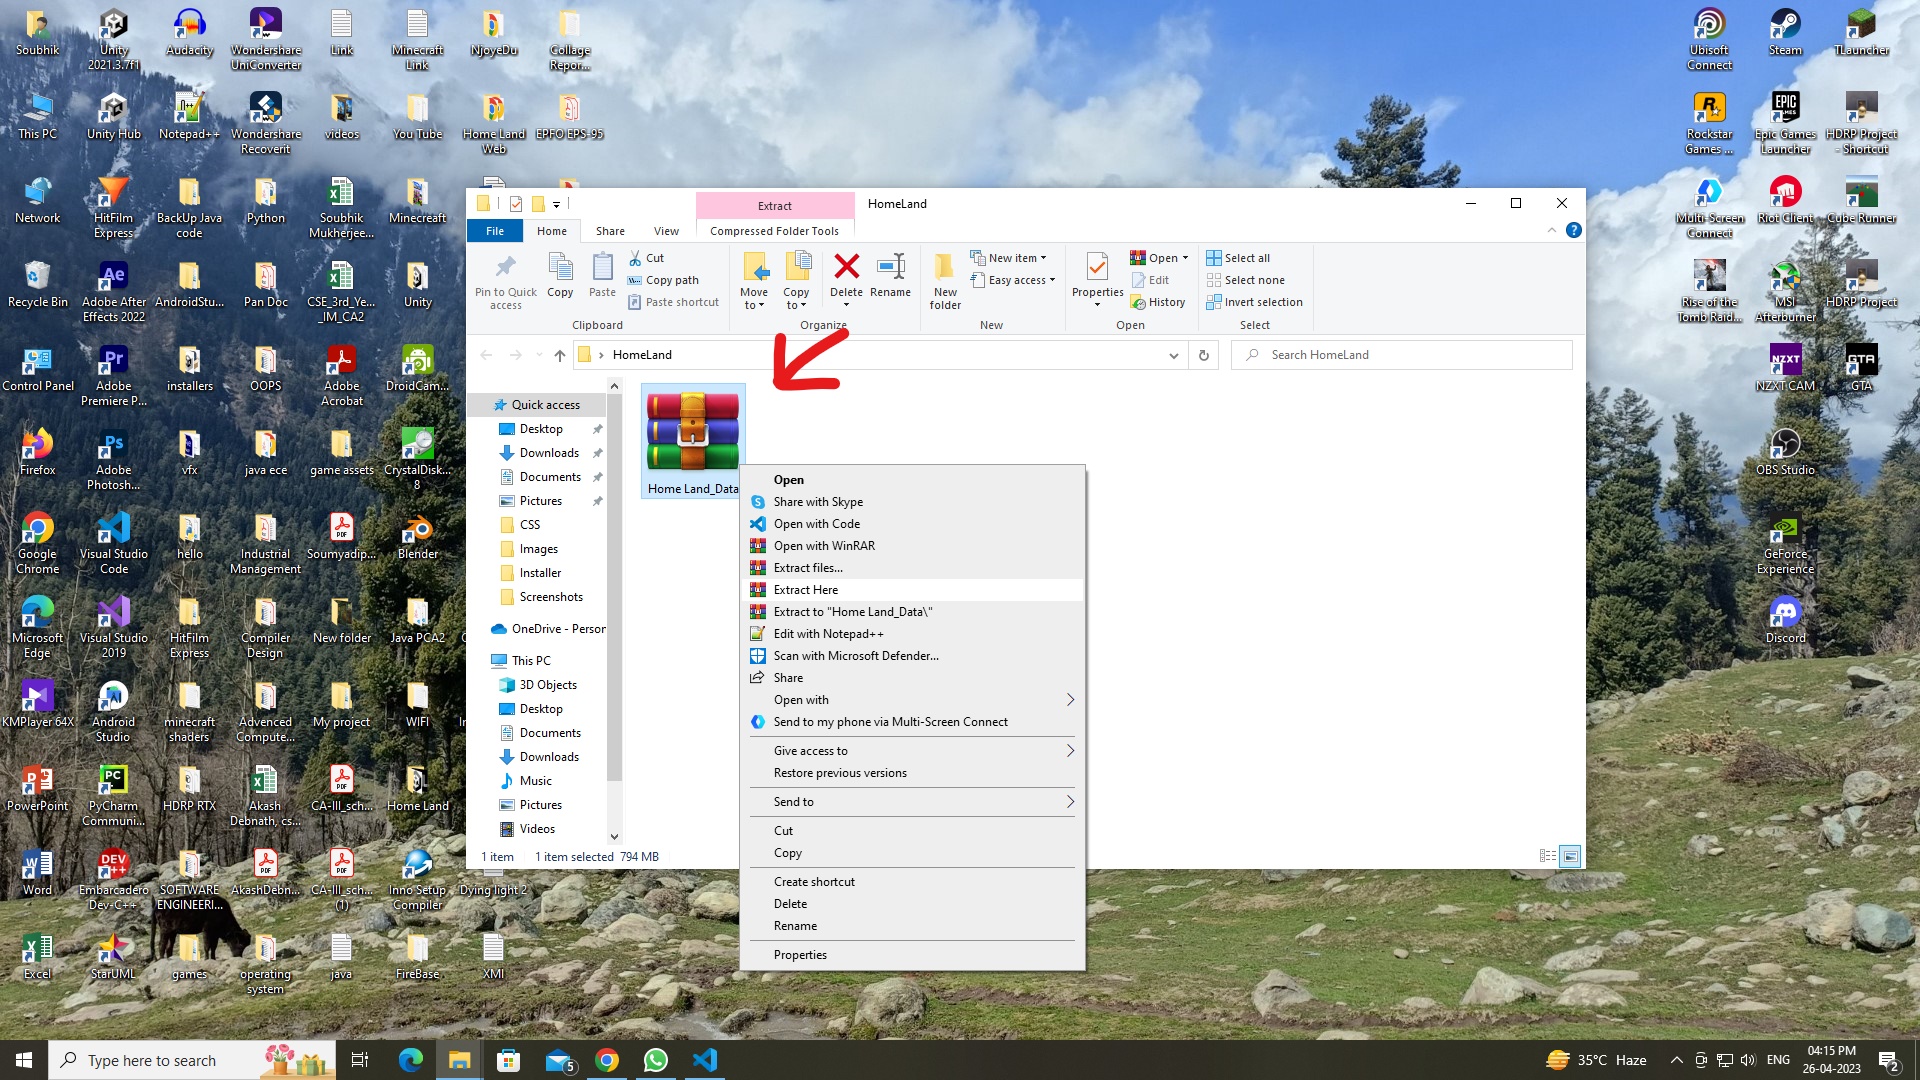 Soubhik
Unity
2021.3.7f1
Audacity
Wondershare
UniConverter
Link
Minecraft
Link
NjoyeDu
Collage
Repor...
Ubisoft
Connect
Steam
TLauncher
This PC
Unity Hub
Notepad++
Wondershare
Recoverit
videos
You Tube
Home Land
Web
EPFO EPS-95
Rockstar
Games ...
Epic Games
Launcher
HDRP Project
- Shortcut
Network
HitFilm
Express
BackUp Java
code
Python
Soubhik
Mukherjee...
Minecreaft
Multi-Screen
Connect
Riot Client
Cube Runner
Recycle Bin
Adobe After
Effects 2022
AndroidStu...
Pan Doc
CSE_3rd_Ye...
_IM_CA2
Unity
Rise of the
Tomb Raid...
MSI
Afterburner
HDRP Project
Control Panel
Adobe
Premiere P...
installers
OOPS
Adobe
Acrobat
DroidCam...
NZXT CAM
GTA
Firefox
Adobe
Photosh...
vfx
java ece
game assets
CrystalDisk...
8
OBS Studio
Google
Chrome
Visual Studio
Code
hello
Industrial
Management
Soumyadip...
Blender
GeForce
Experience
Microsoft
Edge
Visual Studio
2019
HitFilm
Express
Compiler
Design
New folder
Java PCA2
Discord
KMPlayer 64X
Android
Studio
minecraft
shaders
Advenced
Compute...
My project
WIFI
PowerPoint
PyCharm
Communi...
HDRP RTX
Akash
Debnath, cs...
CA-III_sch...
Home Land
Word
Embarcadero
Dev-C++
SOFTWARE
ENGINEERI...
AkashDebn...
CA-III_sch...
(1)
Inno Setup
Compiler
Dying light 2
Excel
StarUML
games
operating
system
java
FireBase
XMI
Extract
HomeLand
File
Home
Share
View
Compressed Folder Tools
Pin to Quick
access
Copy
Paste
Cut
Copy path
Paste shortcut
Move
to
Copy
to
Delete
Rename
New
folder
New item
Easy access
Properties
Open
Edit
History
Select all
Select none
Invert selection
Clipboard
Organize
New
Open
Select
HomeLand
Search HomeLand
Quick access
Desktop
Downloads
Documents
Pictures
CSS
Images
Installer
Screenshots
OneDrive - Person
This PC
3D Objects
Desktop
Documents
Downloads
Music
Pictures
Videos
Home Land_Data
Open
Share with Skype
Open with Code
Open with WinRAR
Extract files...
Extract Here
Extract to "Home Land_Data\"
Edit with Notepad++
Scan with Microsoft Defender...
Share
Open with
Send to my phone via Multi-Screen Connect
Give access to
Restore previous versions
Send to
Cut
Copy
Create shortcut
Delete
Rename
Properties
1 item
1 item selected 794 MB
Type here to search
5
35°C Haze
ENG
04:15 PM
26-04-2023
2